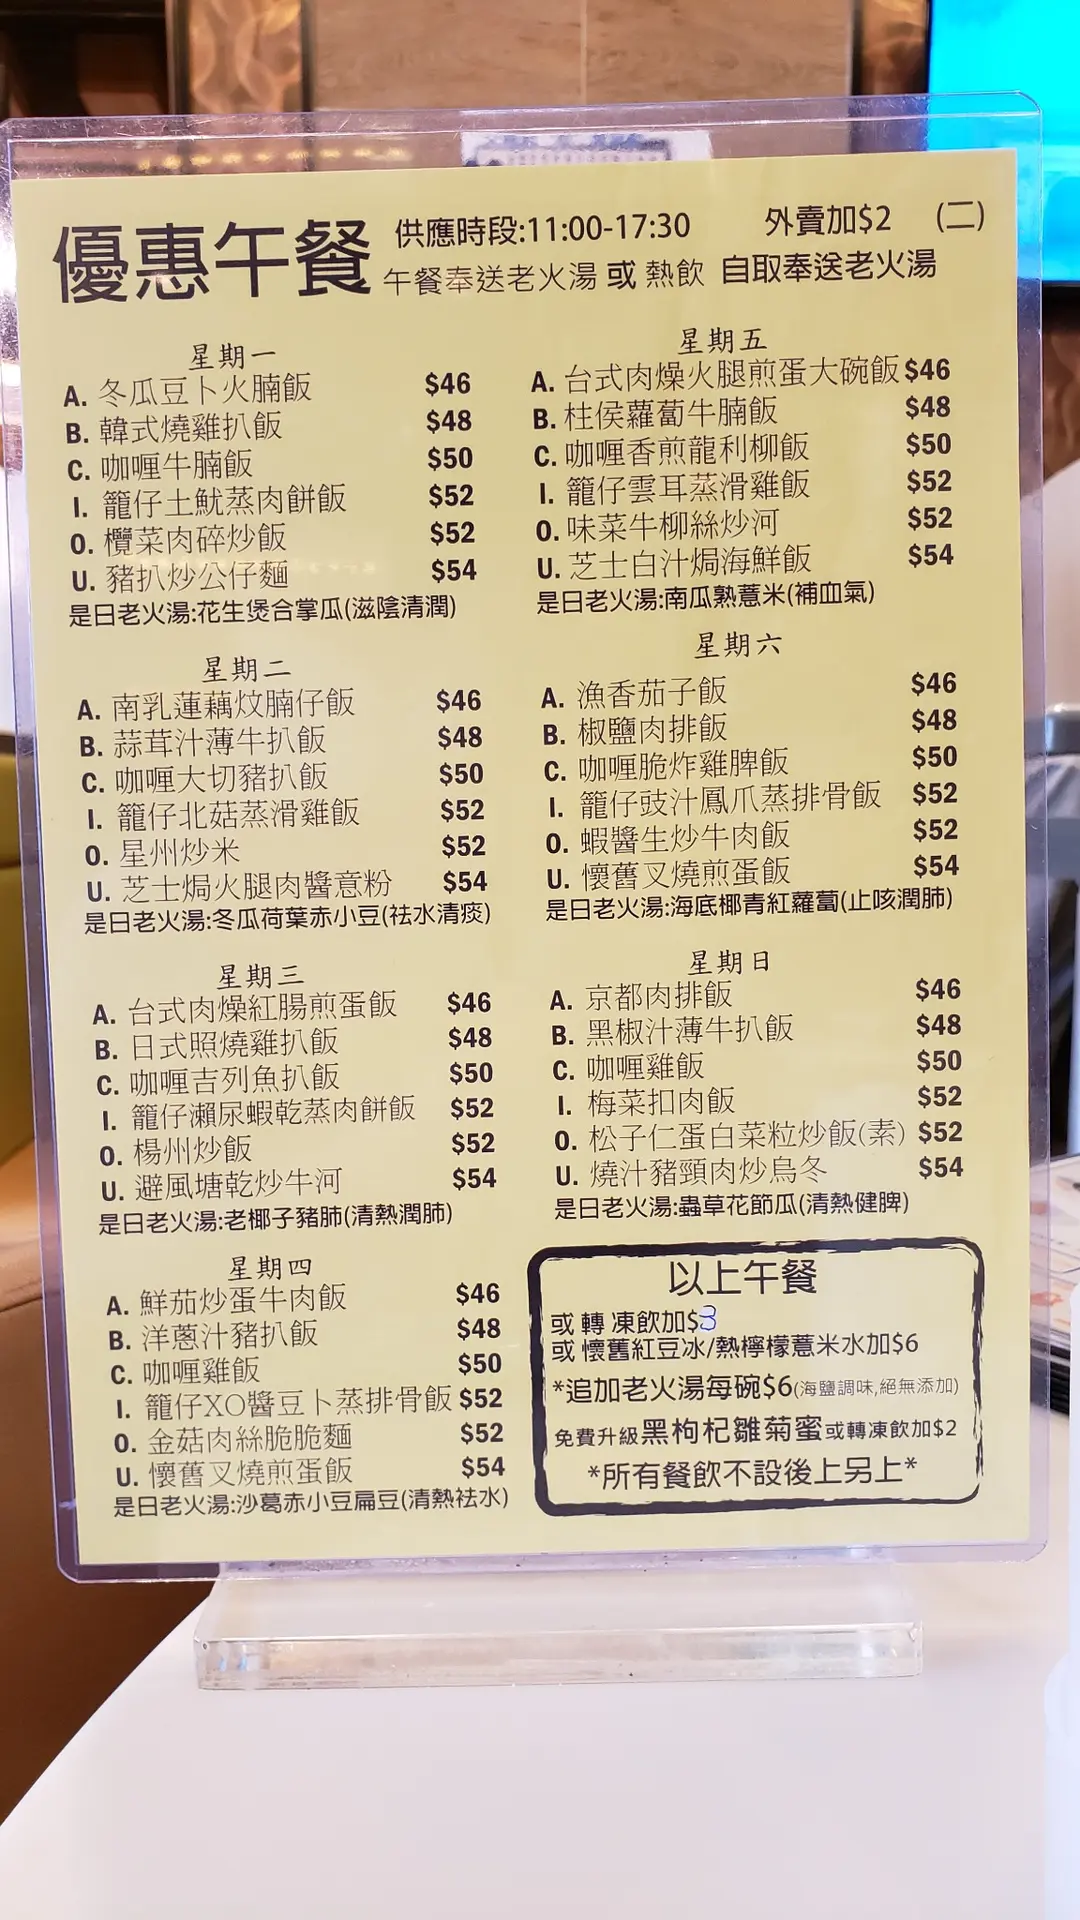 優惠午餐 供應時段:11:00-17:30 外賣加$2 (二)
午餐奉送老火湯 或 熱飲 自取奉送老火湯
星期一
A. 冬瓜豆卜火腩飯 $46
B. 韓式燒雞扒飯 $48
C. 咖喱牛腩飯 $50
I. 籠仔土魷蒸肉餅飯 $52
O. 欖菜肉碎炒飯 $52
U. 豬扒炒公仔麵 $54
是日老火湯:花生煲合掌瓜(滋陰清潤)
星期二
A. 南乳蓮藕炆腩仔飯 $46
B. 蒜茸汁薄牛扒飯 $48
C. 咖喱大切豬扒飯 $50
I. 籠仔北菇蒸滑雞飯 $52
O. 星州炒米 $52
U. 芝士焗火腿肉醬意粉 $54
是日老火湯:冬瓜荷葉赤小豆(祛水清痰)
星期三
A. 台式肉燥紅腸煎蛋飯 $46
B. 日式照燒雞扒飯 $48
C. 咖喱吉列魚扒飯 $50
I. 籠仔瀨尿蝦乾蒸肉餅飯 $52
O. 楊州炒飯 $52
U. 避風塘乾炒牛河 $54
是日老火湯:老椰子豬肺(清熱潤肺)
星期四
A. 鮮茄炒蛋牛肉飯 $46
B. 洋蔥汁豬扒飯 $48
C. 咖喱雞飯 $50
I. 籠仔XO醬豆卜蒸排骨飯 $52
O. 金菇肉絲脆脆麵 $52
U. 懷舊叉燒煎蛋飯 $54
是日老火湯:沙葛赤小豆扁豆(清熱祛水)
星期五
A. 台式肉燥火腿煎蛋大碗飯 $46
B. 柱侯蘿蔔牛腩飯 $48
C. 咖喱香煎龍利柳飯 $50
I. 籠仔雲耳蒸滑雞飯 $52
O. 味菜牛柳絲炒河 $52
U. 芝士白汁焗海鮮飯 $54
是日老火湯:南瓜熟薏米(補血氣)
星期六
A. 漁香茄子飯 $46
B. 椒鹽肉排飯 $48
C. 咖喱脆炸雞脾飯 $50
I. 籠仔豉汁鳳爪蒸排骨飯 $52
O. 蝦醬生炒牛肉飯 $52
U. 懷舊叉燒煎蛋飯 $54
是日老火湯:海底椰青紅蘿蔔(止咳潤肺)
星期日
A. 京都肉排飯 $46
B. 黑椒汁薄牛扒飯 $48
C. 咖喱雞飯 $50
I. 梅菜扣肉飯 $52
O. 松子仁蛋白菜粒炒飯(素) $52
U. 燒汁豬頸肉炒烏冬 $54
是日老火湯:蟲草花節瓜(清熱健脾)
以上午餐
或 轉 凍飲加$3
或 懷舊紅豆冰/熱檸檬薏米水加$6
*追加老火湯每碗$6(海鹽調味,絕無添加)
免費升級黑枸杞雛菊蜜或轉凍飲加$2
*所有餐飲不設後上另上*